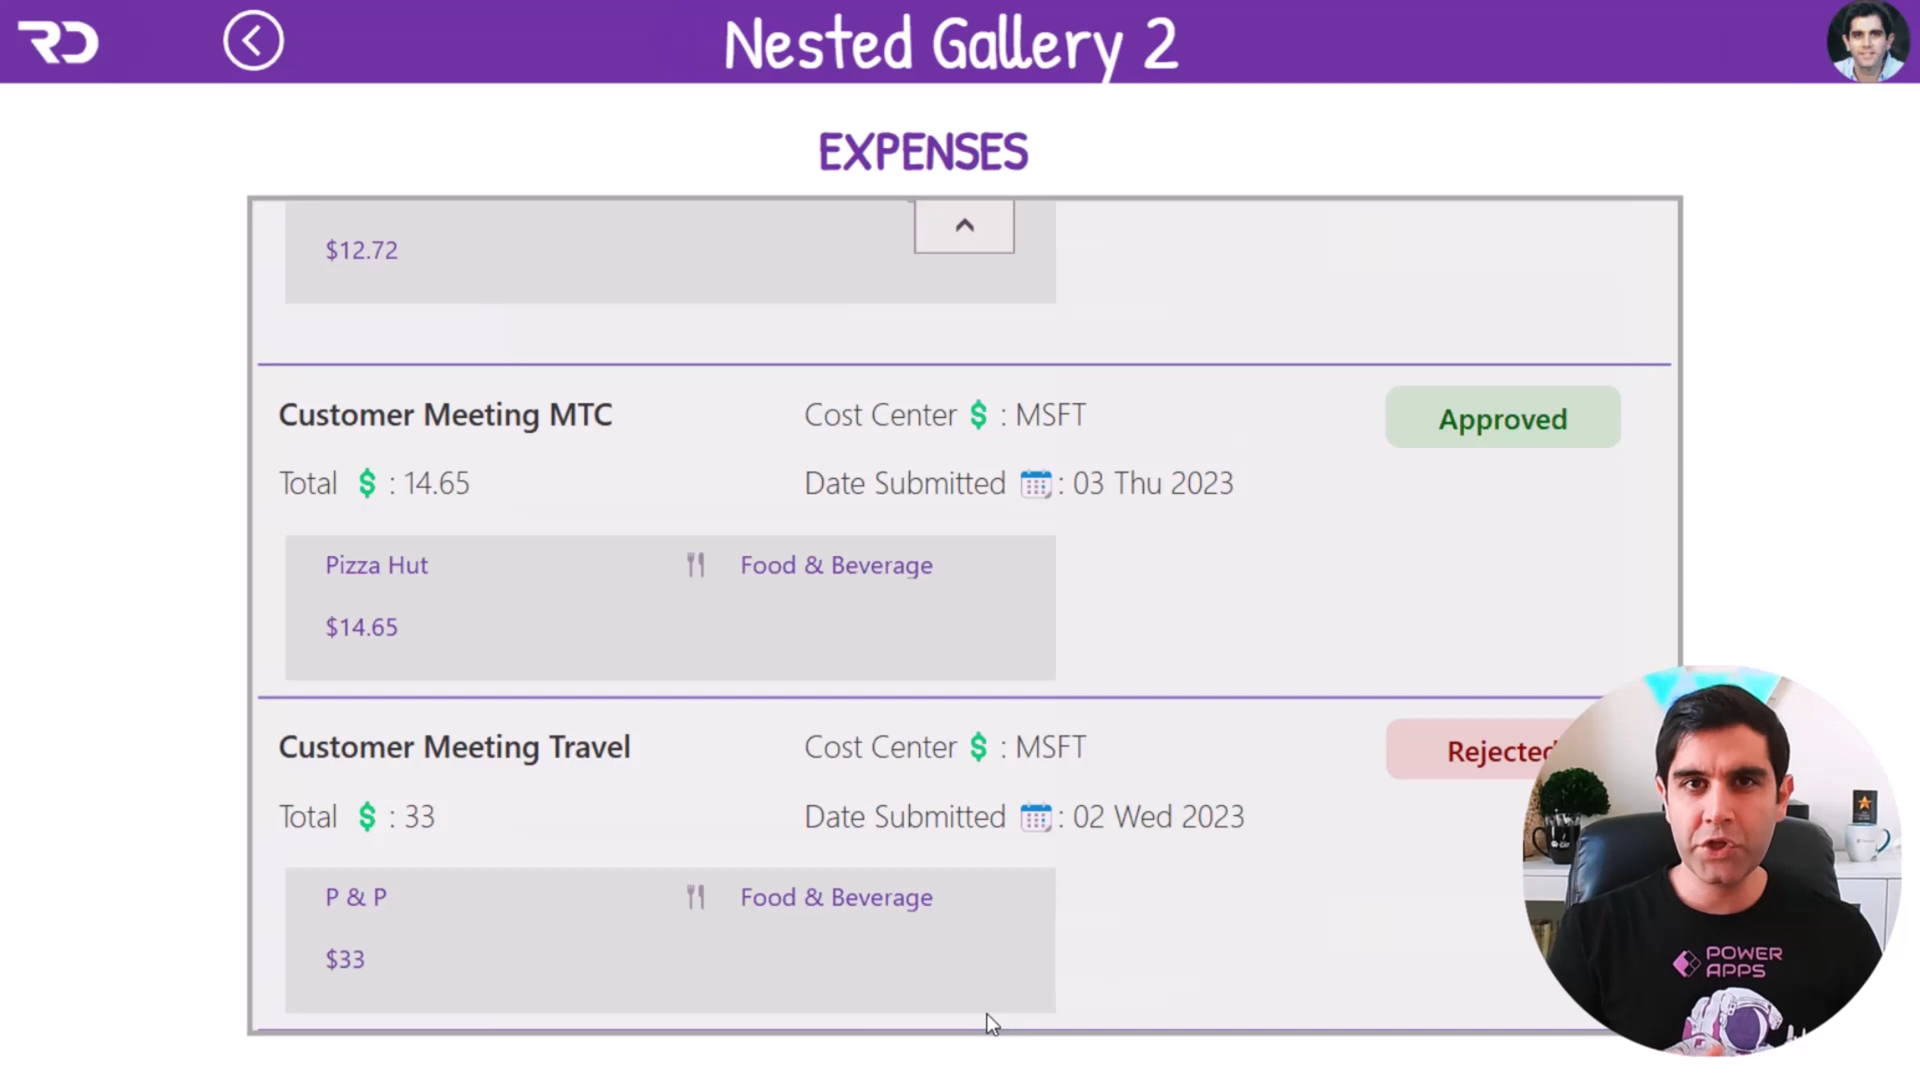 RD
Nested Gallery 2
EXPENSES
$12.72
Customer Meeting MTC
Cost Center $ : MSFT
Approved
Total $ : 14.65
Date Submitted : 03 Thu 2023
Pizza Hut
Food & Beverage
$14.65
Customer Meeting Travel
Cost Center $ : MSFT
Rejected
Total $ : 33
Date Submitted : 02 Wed 2023
P & P
Food & Beverage
$33
POWER
APPS